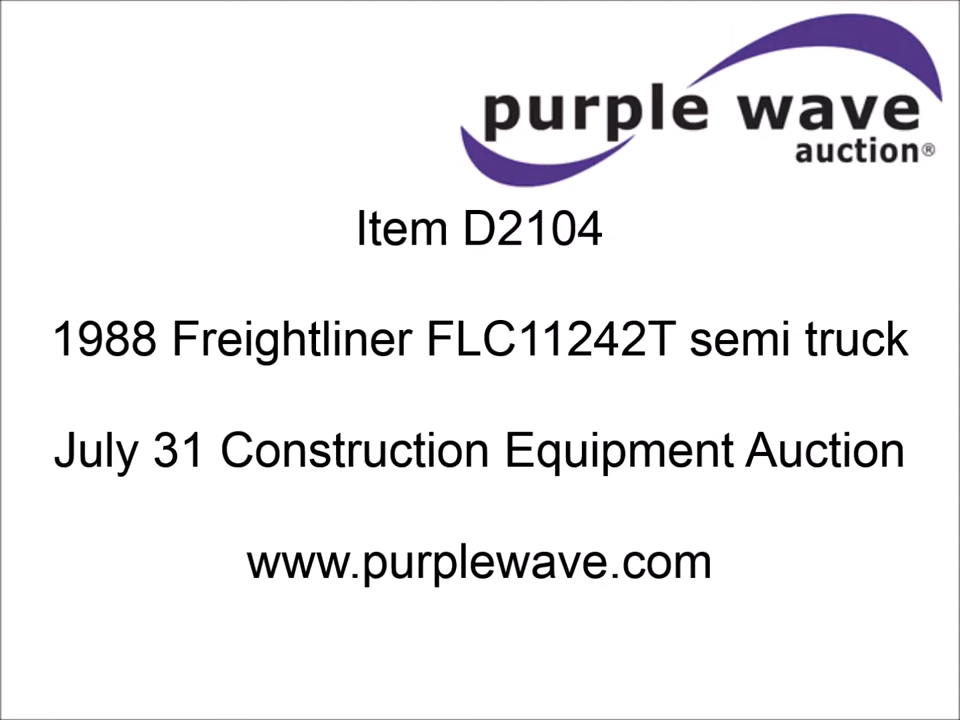 purple wave
auction®
Item D2104
1988 Freightliner FLC11242T semi truck
July 31 Construction Equipment Auction
www.purplewave.com